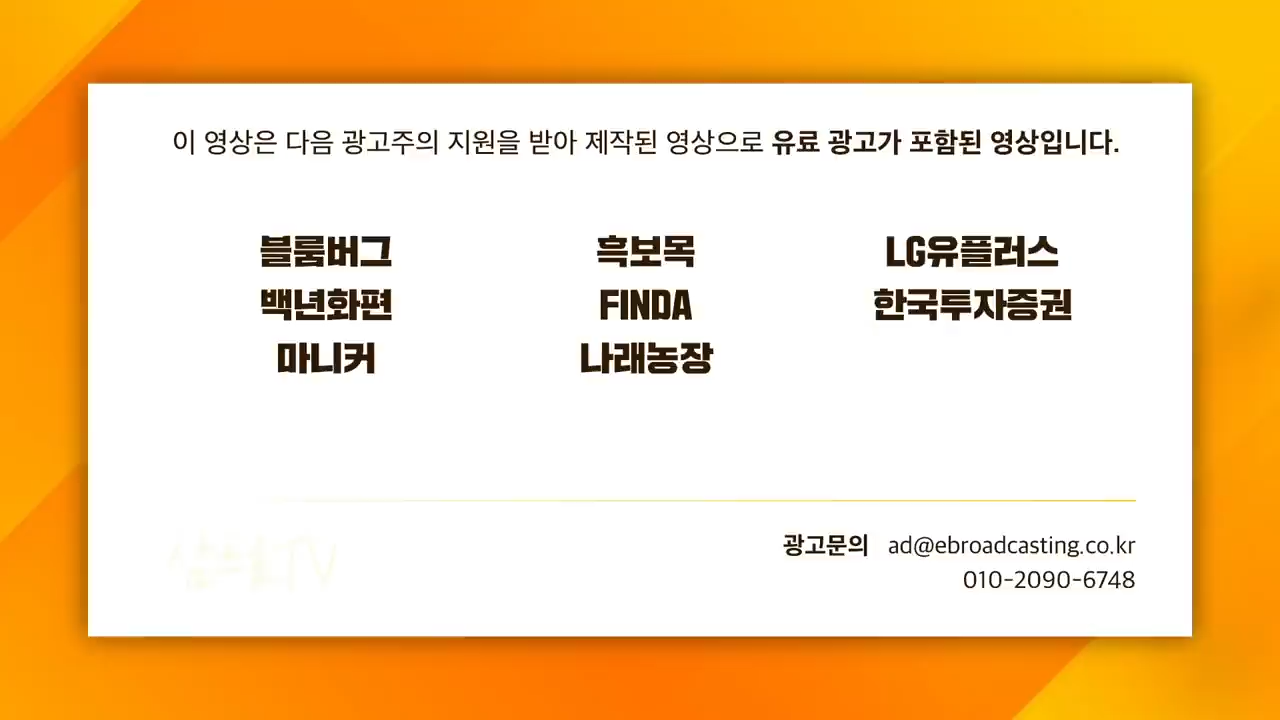 이 영상은 다음 광고주의 지원을 받아 제작된 영상으로 유료 광고가 포함된 영상입니다.
블룸버그 흑보목 LG유플러스
백년화편 FINDA 한국투자증권
마니커 나래농장
광고문의 ad@ebroadcasting.co.kr
010-2090-6748